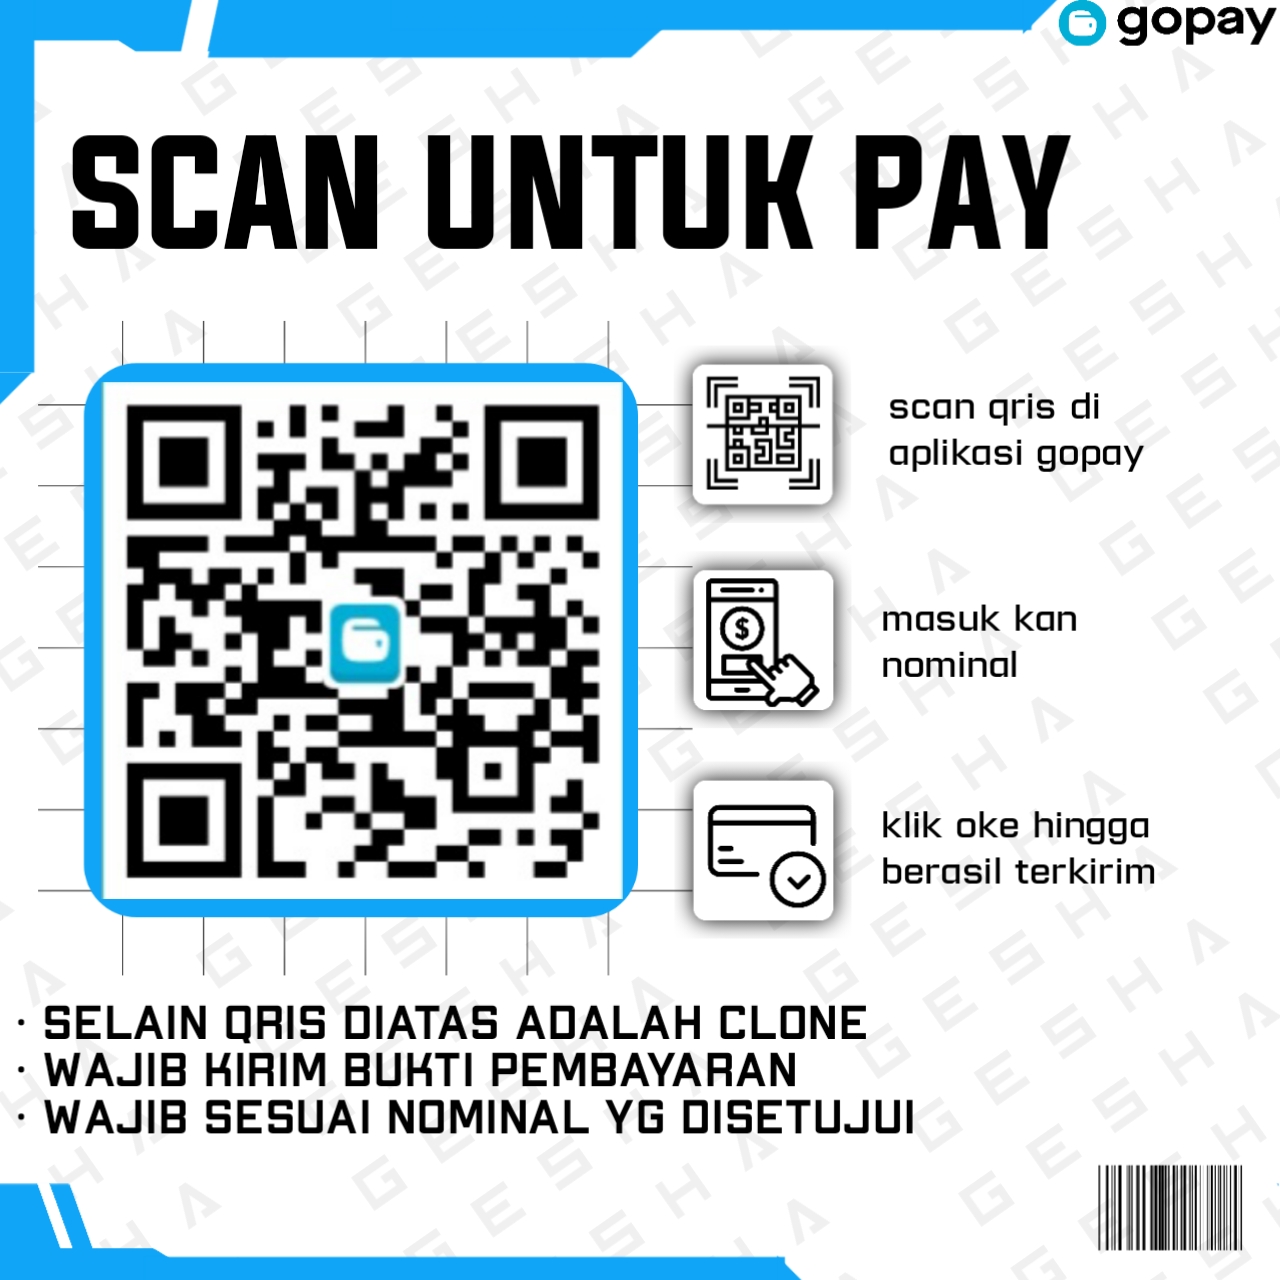 gopay
SCAN UNTUK PAY
scan qris di
aplikasi gopay
masuk kan
nominal
klik oke hingga
berasil terkirim
• SELAIN QRIS DIATAS ADALAH CLONE
• WAJIB KIRIM BUKTI PEMBAYARAN
• WAJIB SESUAI NOMINAL YG DISETUJUI
GESHA